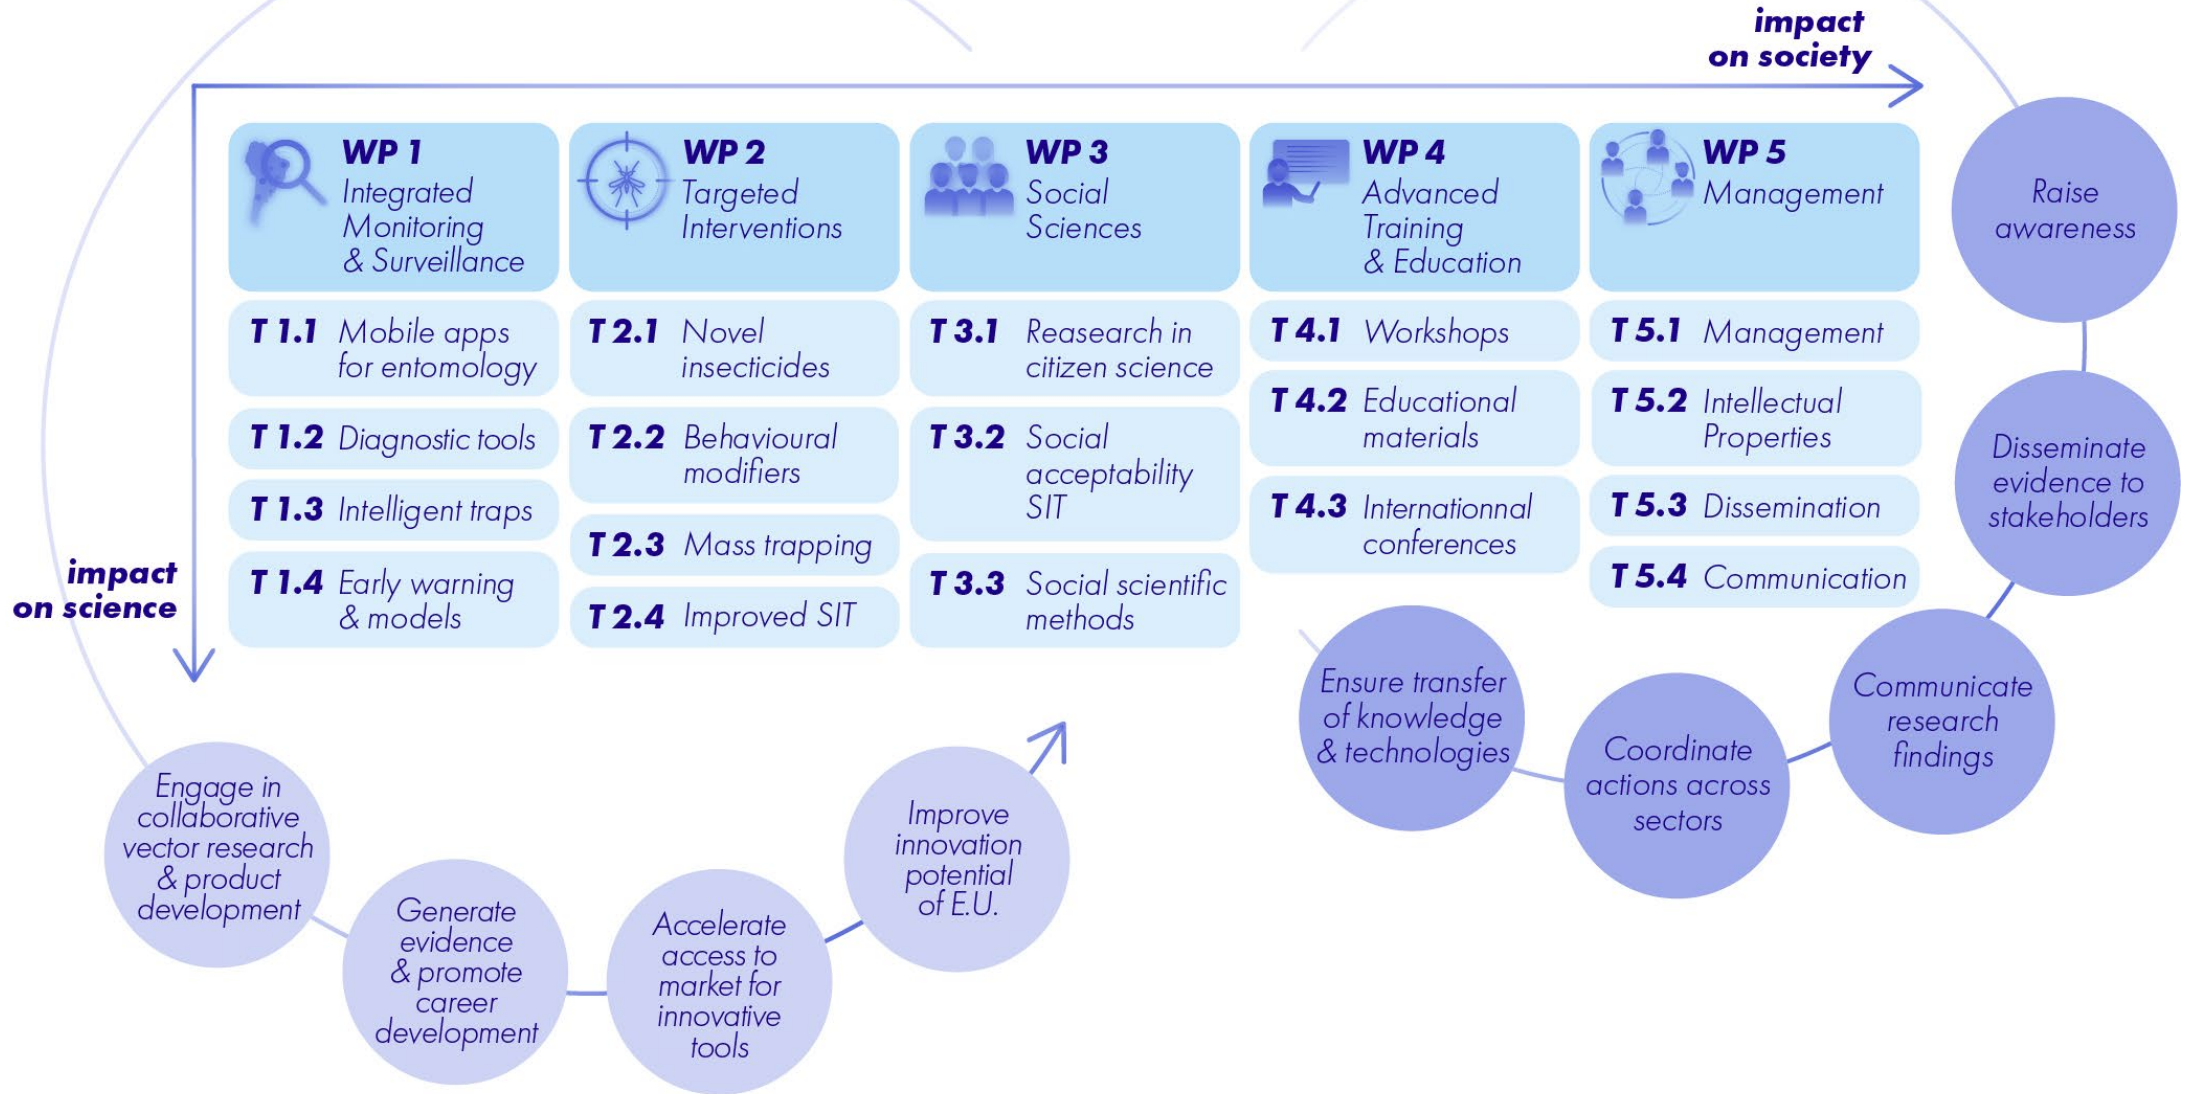 impact
on society
WP 1
Integrated
Monitoring
& Surveillance
T 1.1 Mobile apps
for entomology
T 1.2 Diagnostic tools
T 1.3 Intelligent traps
T 1.4 Early warning
& models
WP 2
Targeted
Interventions
T 2.1 Novel
insecticides
T 2.2 Behavioural
modifiers
T 2.3 Mass trapping
T 2.4 Improved SIT
WP 3
Social
Sciences
T 3.1 Reasearch in
citizen science
T 3.2 Social
acceptability
SIT
T 3.3 Social scientific
methods
WP 4
Advanced
Training
& Education
T 4.1 Workshops
T 4.2 Educational
materials
T 4.3 Internationnal
conferences
WP 5
Management
T 5.1 Management
T 5.2 Intellectual
Properties
T 5.3 Dissemination
T 5.4 Communication
impact
on science
Engage in
collaborative
vector research
& product
development
Generate
evidence
& promote
career
development
Accelerate
access to
market for
innovative
tools
Improve
innovation
potential
of E.U.
Ensure transfer
of knowledge
& technologies
Coordinate
actions across
sectors
Communicate
research
findings
Disseminate
evidence to
stakeholders
Raise
awareness